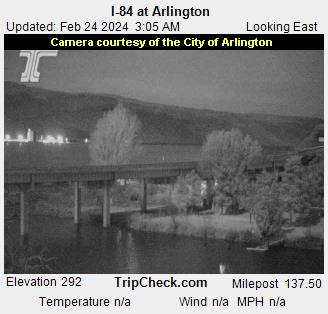 I-84 at Arlington
Updated: Feb 24 2024 3:05 AM Looking East
Camera courtesy of the City of Arlington
Elevation 292 TripCheck.com Milepost 137.50
Temperature n/a Wind n/a MPH n/a